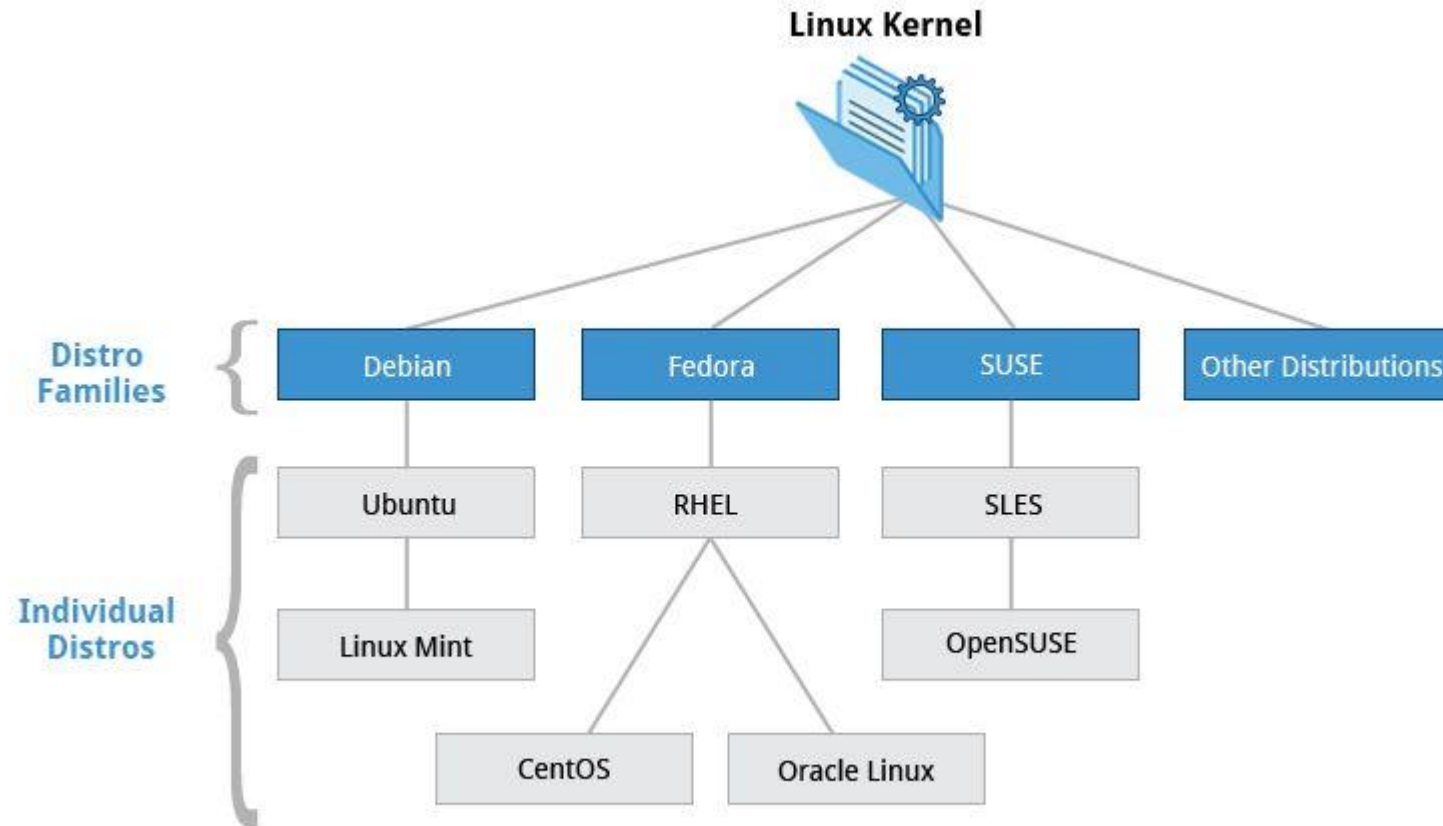 Linux Kernel
Distro
Families
Debian
Fedora
SUSE
Other Distributions
Individual
Distros
Ubuntu
RHEL
SLES
Linux Mint
OpenSUSE
CentOS
Oracle Linux